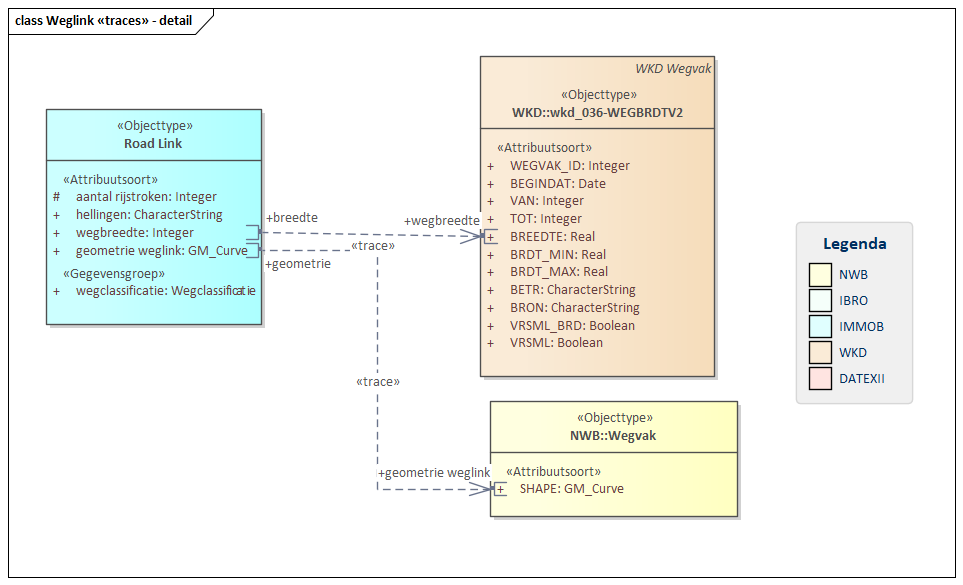 class Weglink «traces» - detail
«Objecttype»
Road Link
«Attribuutsoort»
# aantal rijstroken: Integer
+ hellingen: CharacterString
+ wegbreedte: Integer
+ geometrie weglink: GM_Curve
«Gegevensgroep»
+ wegclassificatie: Wegclassificatie
+breedte
+wegbreedte
«trace»
+geometrie
«trace»
+geometrie weglink
WKD Wegvak
«Objecttype»
WKD::wkd_036-WEGBRDTV2
«Attribuutsoort»
+ WEGVAK_ID: Integer
+ BEGINDAT: Date
+ VAN: Integer
+ TOT: Integer
+ BREEDTE: Real
+ BRDT_MIN: Real
+ BRDT_MAX: Real
+ BETR: CharacterString
+ BRON: CharacterString
+ VRSML_BRD: Boolean
+ VRSML: Boolean
«Objecttype»
NWB::Wegvak
«Attribuutsoort»
+ SHAPE: GM_Curve
Legenda
NWB
IBRO
IMMOB
WKD
DATEXII